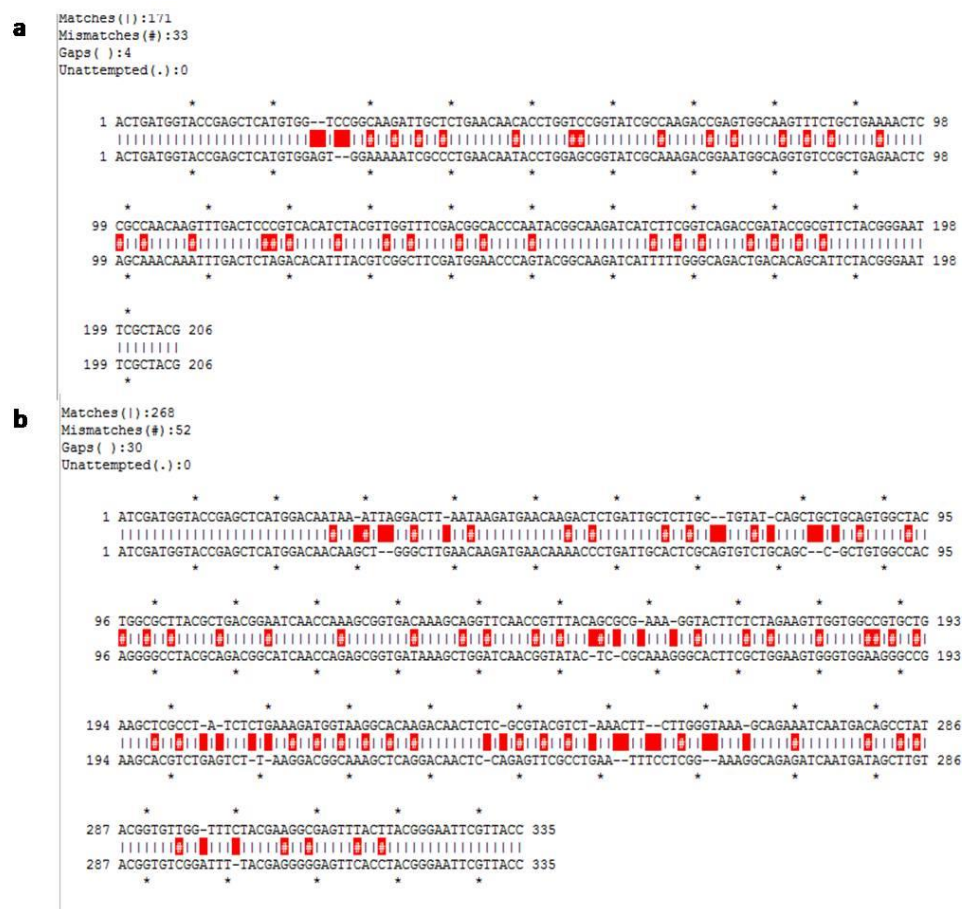 a
Matches(|):171
Mismatches(#):33
Gaps( ):4
Unattempted(.):0
1 ACTGATGGTACCGAGCTCATGTGG--TCCGGCAAGATTGCTCTGAACAACACCTGGTCCGGTATCGCCAAGACCGAGTGGCAAGTTTCTGCTGAAAACTC 98
1 ACTGATGGTACCGAGCTCATGTGGAGT--GGAAAAATCGCCCTGAACAATACCTGGAGCGGTATCGCAAAGACGGAATGGCAGGTGTCCGCTGAGAACTC 98
99 CGCCAACAAGTTTGACTCCCGTCACATCTACGTTGGTTTCGACGGCACCCAATACGGCAAGATCATCTTCGGTCAGACCGATACCGCGTTCTACGGGAAT 198
99 AGCAAACAAATTTGACTCTAGACACATTTACGTCGGCTTCGATGGAACCCAGTACGGCAAGATCATTTTTGGGCAGACTGACACAGCATTCTACGGGAAT 198
199 TCGCTACG 206
||||||||
199 TCGCTACG 206
b
Matches(|):268
Mismatches(#):52
Gaps( ):30
Unattempted(.):0
1 ATCGATGGTACCGAGCTCATGGACAATAA-ATTAGGACTT-AATAAGATGAACAAGACTCTGATTGCTCTTGC--TGTAT-CAGCTGCTGCAGTGGCTAC 95
1 ATCGATGGTACCGAGCTCATGGACAACAAGCT--GGGCTTGAACAAGATGAACAAAACCCTGATTGCACTCGCAGTGTCTGCAGC--C-GCTGTGGCCAC 95
96 TGGCGCTTACGCTGACGGAATCAACCAAAGCGGTGACAAAGCAGGTTCAACCGTTTACAGCGCG-AAA-GGTACTTCTCTAGAAGTTGGTGGCCGTGCTG 193
96 AGGGGCCTACGCAGACGGCATCAACCAGAGCGGTGATAAAGCTGGATCAACGGTATAC-TC-CGCAAAGGGCACTTCGCTGGAAGTGGGTGGAAGGGCCG 193
194 AAGCTCGCCT-A-TCTCTGAAAGATGGTAAGGCACAAGACAACTCTC-GCGTACGTCT-AAACTT--CTTGGGTAAA-GCAGAAATCAATGACAGCCTAT 286
194 AAGCACGTCTGAGTCT-T-AAGGACGGCAAAGCTCAGGACAACTC-CAGAGTTCGCCTGAA--TTTCCTCGG--AAAGGCAGAGATCAATGATAGCTTGT 286
287 ACGGTGTTGG-TTTCTACGAAGGCGAGTTTACTTACGGGAATTCGTTACC 335
287 ACGGTGTCGGATTT-TACGAGGGGGAGTTCACCTACGGGAATTCGTTACC 335